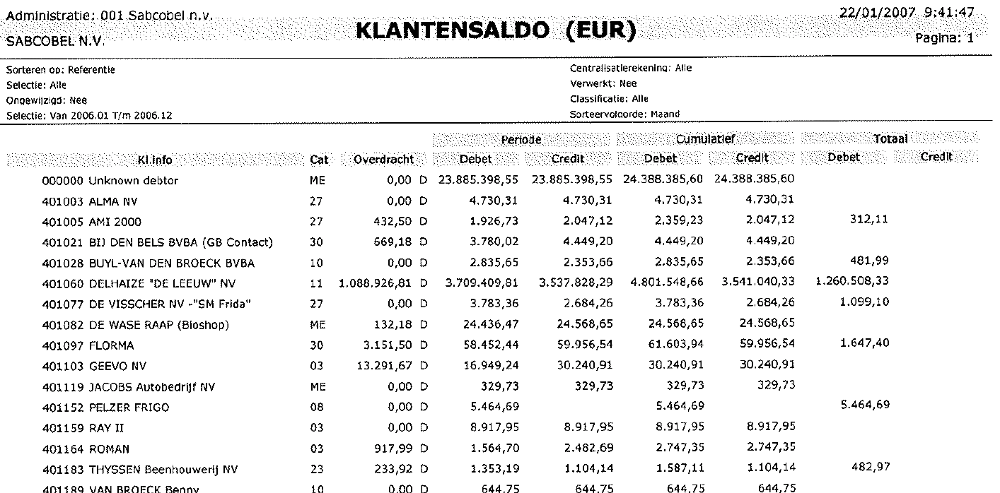 Administratie: 001 Sabcobel n.v.
22/01/2007 9:41:47
KLANTENSALDO (EUR)
SABCOBEL N.V.
Pagina: 1
Sorteren op: Referentie
Centralisatierekening: Alle
Selectie: Alle
Verwerkt: Nee
Ongewijzigd: Nee
Classificatie: Alle
Selectie: Van 2006.01 T/m 2006.12
Sorteervolgorde: Maand
Periode Cumulatief Totaal
Kl info Cat Overdracht Debet Credit Debet Credit Debet Credit
000000 Unknown debtor ME 0,00 D 23.885.398,55 23.885.398,55 24.388.385,60 24.388.385,60
401003 ALMA NV 27 0,00 D 4.730,31 4.730,31 4.730,31 4.730,31
401005 AMI 2000 27 432,50 D 1.926,73 2.047,12 2.359,23 2.047,12 312,11
401021 BIJ DEN BELS BVBA (GB Contact) 30 669,18 D 3.780,02 4.449,20 4.449,20 4.449,20
401028 BUYL-VAN DEN BROECK BVBA 10 0,00 D 2.835,65 2.353,66 2.835,65 2.353,66 481,99
401060 DELHAIZE "DE LEEUW" NV 11 1.088.926,81 D 3.709.409,81 3.537.828,29 4.801.548,66 3.541.040,33 1.260.508,33
401077 DE VISSCHER NV -"SM Frida" 27 0,00 D 3.783,36 2.684,26 3.783,36 2.684,26 1.099,10
401082 DE WASE RAAP (Bioshop) ME 132,18 D 24.436,47 24.568,65 24.568,65 24.568,65
401097 FLORMA 30 3.151,50 D 58.452,44 59.956,54 61.603,94 59.956,54 1.647,40
401103 GEEVO NV 03 13.291,67 D 16.949,24 30.240,91 30.240,91 30.240,91
401119 JACOBS Autobedrijf NV ME 0,00 D 329,73 329,73 329,73 329,73
401152 PELZER FRIGO 08 0,00 D 5.464,69 5.464,69 5.464,69
401159 RAY II 03 0,00 D 8.917,95 8.917,95 8.917,95 8.917,95
401164 ROMAN 03 917,99 D 1.564,70 2.482,69 2.747,35 2.747,35
401183 THYSSEN Beenhouwerij NV 23 233,92 D 1.353,19 1.104,14 1.587,11 1.104,14 482,97
401189 VAN BROECK Benny 10 0,00 D 644,75 644,75 644,75 644,75